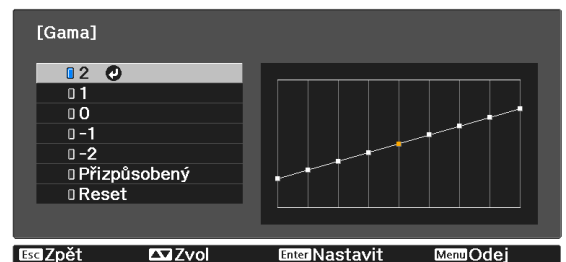 [Gama]
2
1
0
-1
-2
Přizpůsobený
Reset
Esc Zpět Zvol Enter Nastavit Menu Odej